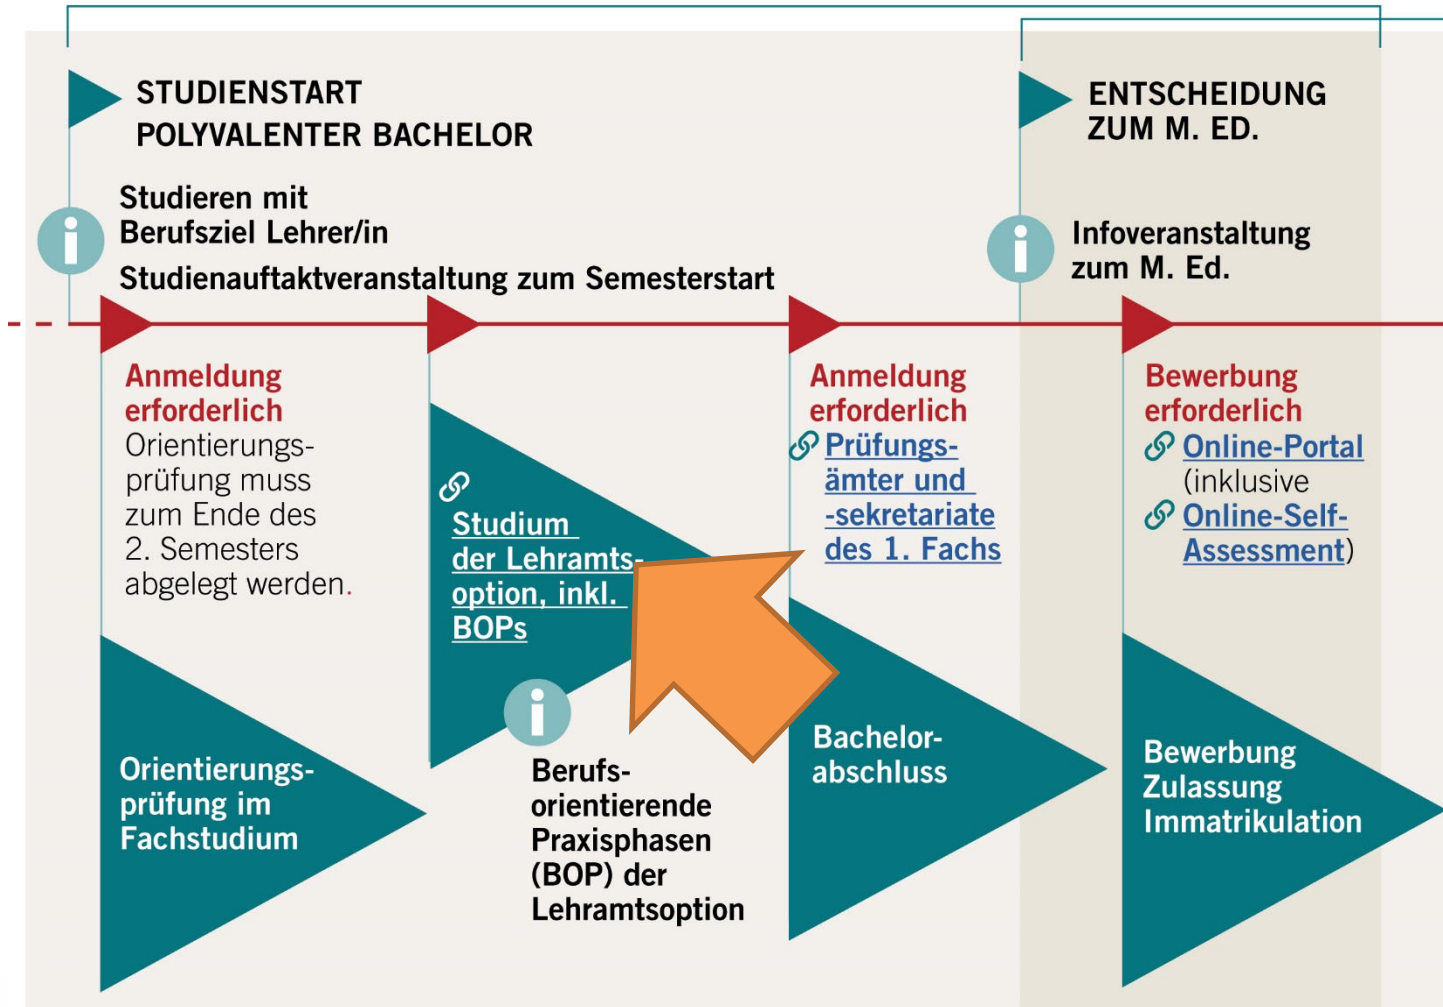 STUDIENSTART
POLYVALENTER BACHELOR
Studieren mit
Berufsziel Lehrer/in
Studienauftaktveranstaltung zum Semesterstart
ENTSCHEIDUNG
ZUM M. ED.
Infoveranstaltung
zum M. Ed.
Anmeldung
erforderlich
Orientierungs-
prüfung muss
zum Ende des
2. Semesters
abgelegt werden.
Orientierungs-
prüfung im
Fachstudium
Studium
der Lehramts-
option, inkl.
BOPs
Berufs-
orientierende
Praxisphasen
(BOP) der
Lehramtsoption
Anmeldung
erforderlich
Prüfungs-
ämter und
-sekretariate
des 1. Fachs
Bachelor-
abschluss
Bewerbung
erforderlich
Online-Portal
(inklusive
Online-Self-
Assessment)
Bewerbung
Zulassung
Immatrikulation